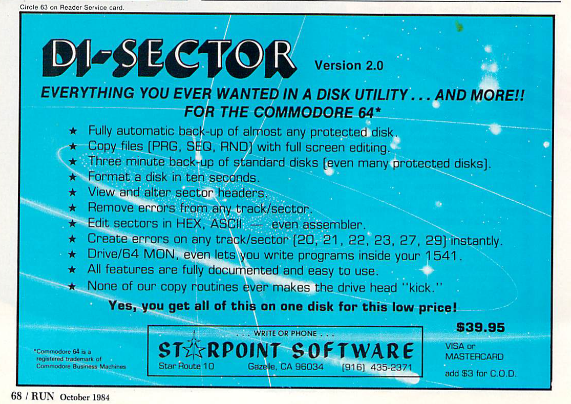 Circle 63 on Reader Service card.
DI-SECTOR Version 2.0
EVERYTHING YOU EVER WANTED IN A DISK UTILITY . . . AND MORE!!
FOR THE COMMODORE 64*
★ Fully automatic back-up of almost any protected disk.
★ Copy files (PRG, SEQ, RND) with full screen editing.
★ Three minute back-up of standard disks (even many protected disks).
★ Format a disk in ten seconds.
★ View and alter sector headers.
★ Remove errors from any track/sector.
★ Edit sectors in HEX, ASCII even assembler.
★ Create errors on any track/sector (20, 21, 22, 23, 27, 29) instantly.
★ Drive/64 MON, even lets you write programs inside your 1541.
★ All features are fully documented and easy to use.
★ None of our copy routines ever makes the drive head "kick."
Yes, you get all of this on one disk for this low price!
*Commodore 64 is a
registered trademark of
Commodore Business Machines
WRITE OR PHONE . . .
STARPOINT SOFTWARE
Star Route 10 Gazelle, CA 96034 (916) 435-2371
$39.95
VISA or
MASTERCARD
add $3 for C.O.D.
68 / RUN October 1984